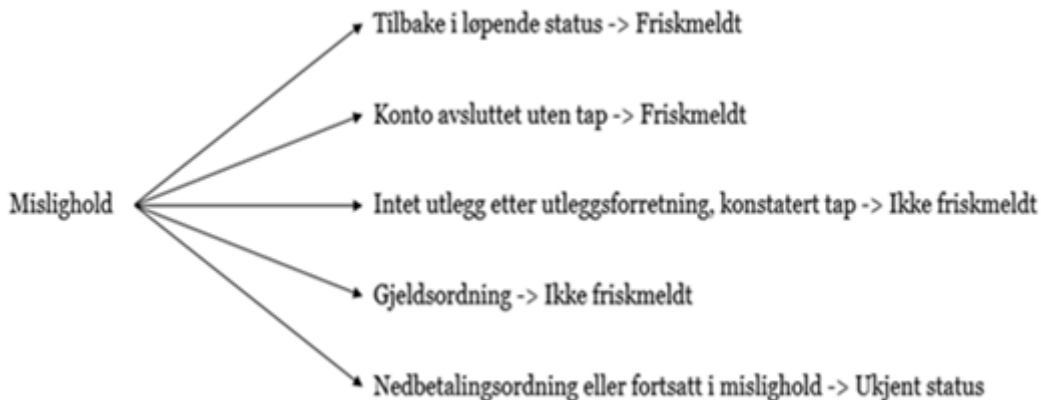 Tilbake i løpende status -> Friskmeldt
Konto avsluttet uten tap -> Friskmeldt
Mislighold
Intet utlegg etter utleggsforretning, konstatert tap -> Ikke friskmeldt
Gjeldsordning -> Ikke friskmeldt
Nedbetalingsordning eller fortsatt i mislighold -> Ukjent status